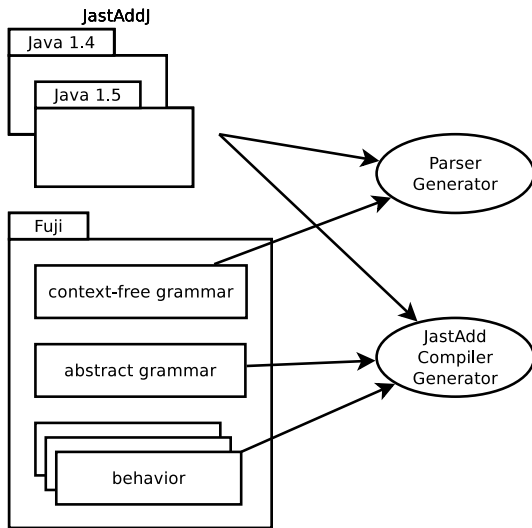 JastAddJ
Java 1.4
Java 1.5
Parser
Generator
Fuji
context-free grammar
abstract grammar
behavior
JastAdd
Compiler
Generator